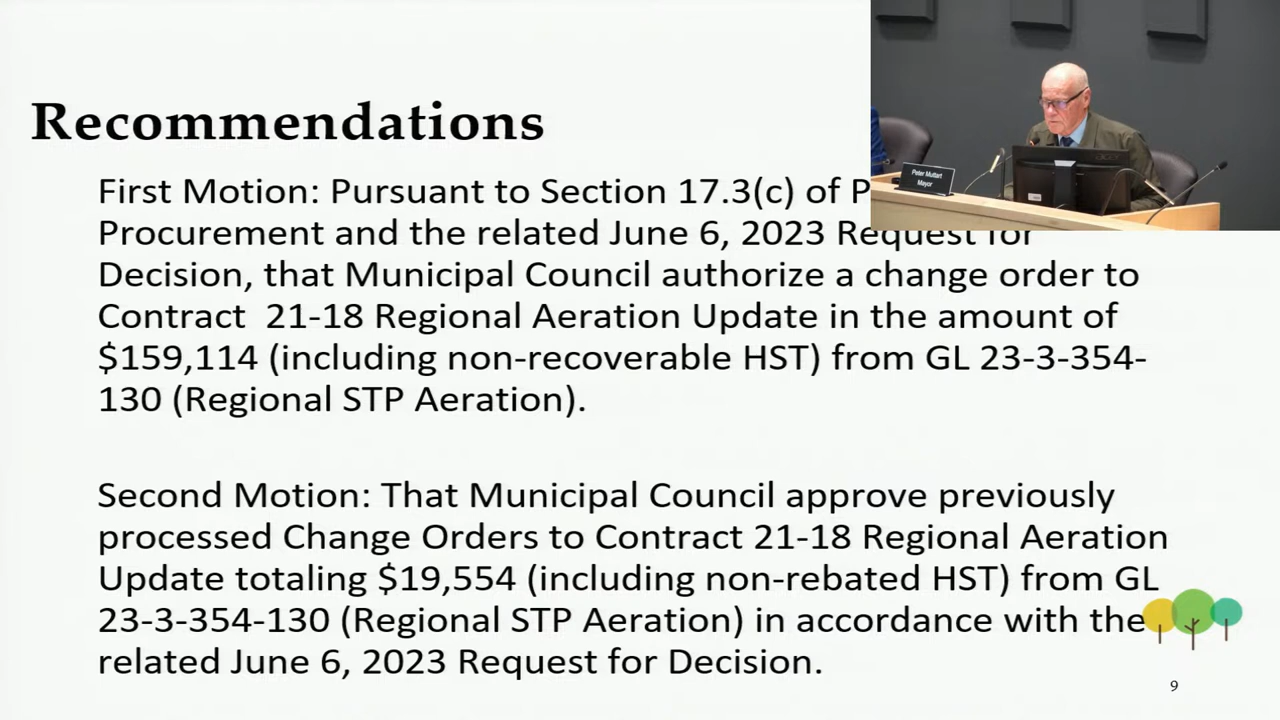 Recommendations
First Motion: Pursuant to Section 17.3(c) of
Procurement and the related June 6, 2023 Request for
Decision, that Municipal Council authorize a change order to
Contract 21-18 Regional Aeration Update in the amount of
$159,114 (including non-recoverable HST) from GL 23-3-354-
130 (Regional STP Aeration).
Second Motion: That Municipal Council approve previously
processed Change Orders to Contract 21-18 Regional Aeration
Update totaling $19,554 (including non-rebated HST) from GL
23-3-354-130 (Regional STP Aeration) in accordance with the
related June 6, 2023 Request for Decision.
9
Peter Muttart
Mayor